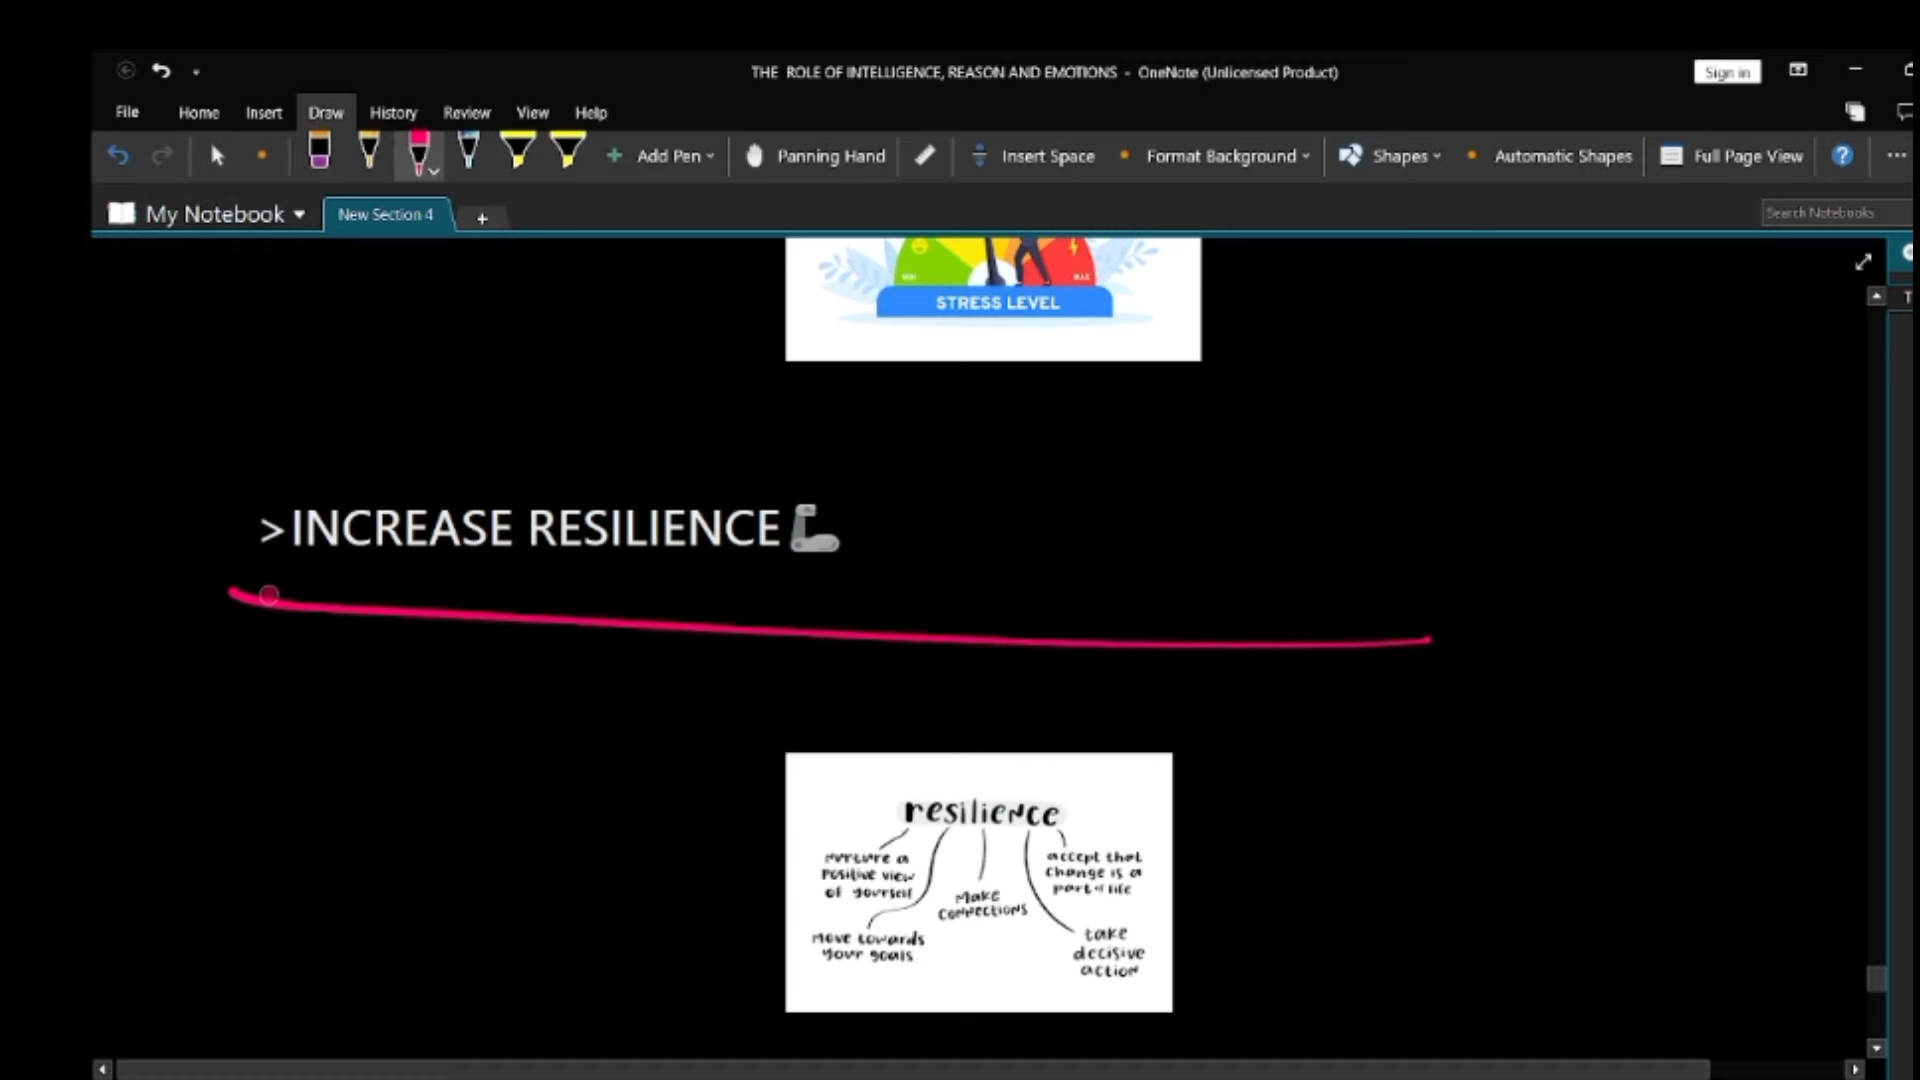 THE ROLE OF INTELLIGENCE, REASON AND EMOTIONS - OneNote (Unlicensed Product)
Sign in
File Home Insert Draw History Review View Help
Add Pen Panning Hand Insert Space Format Background Shapes Automatic Shapes Full Page View ?
My Notebook New Section 4 +
Search Notebooks
MAX
STRESS LEVEL
>INCREASE RESILIENCE
resilience
nurture a
positive view
of yourself
accept that
change is a
part of life
Make
connections
Move towards
your goals
take
decisive
action